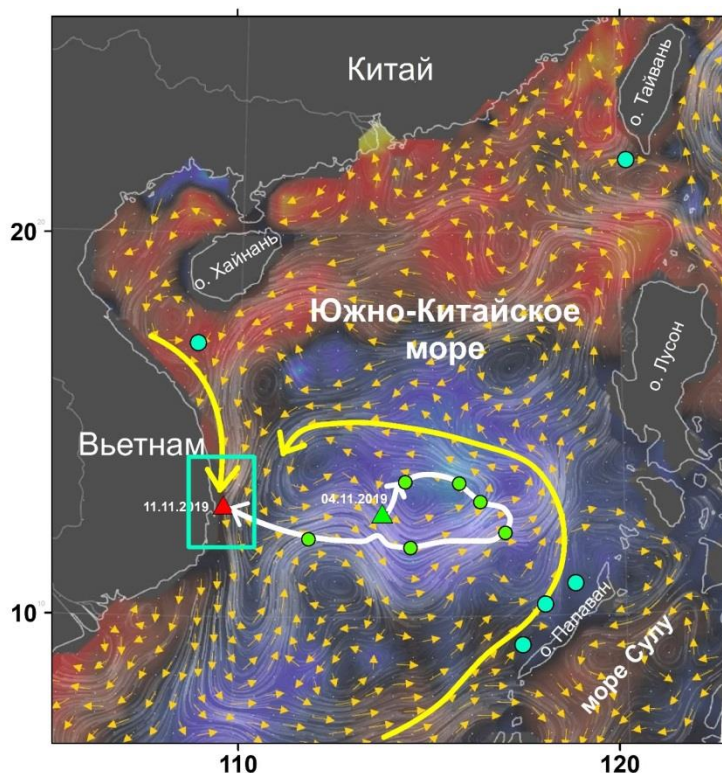 Китай
о. Тайвань
20
о. Хайнань
Южно-Китайское
море
о. Лусон
Вьетнам
11.11.2019
04.11.2019
10
о. Палаван
море Сулу
110
120